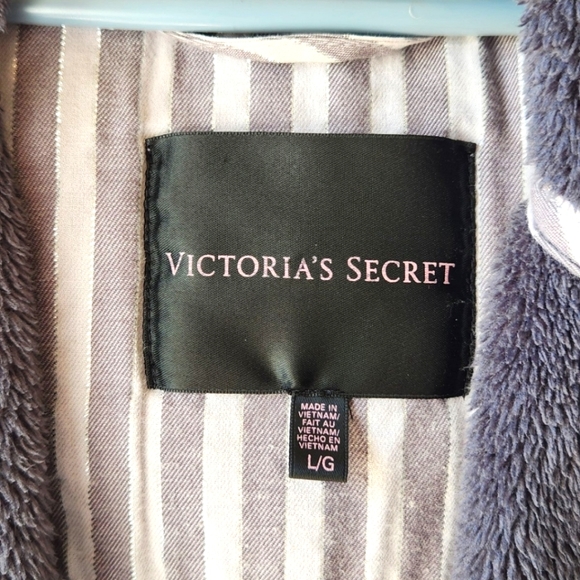 VICTORIA'S SECRET
MADE IN
VIETNAM/
FAIT AU
VIETNAM/
HECHO EN
VIETNAM
L/G